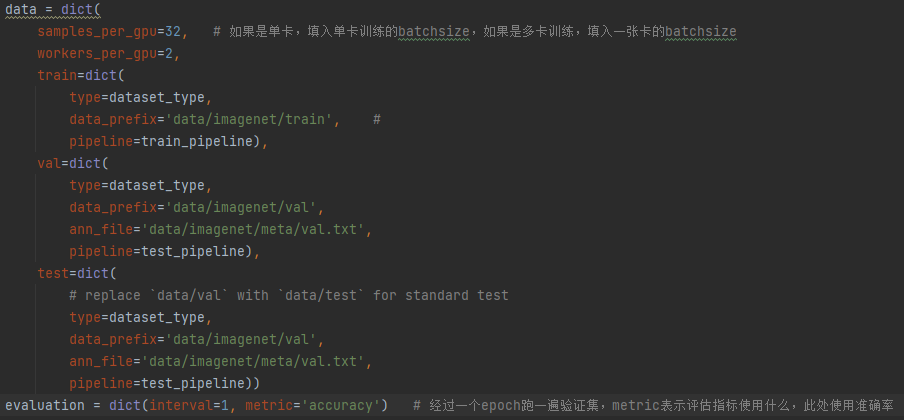 data = dict(
    samples_per_gpu=32,   # 如果是单卡，填入单卡训练的batchsize，如果是多卡训练，填入一张卡的batchsize
    workers_per_gpu=2,
    train=dict(
        type=dataset_type,
        data_prefix='data/imagenet/train',    #
        pipeline=train_pipeline),
    val=dict(
        type=dataset_type,
        data_prefix='data/imagenet/val',
        ann_file='data/imagenet/meta/val.txt',
        pipeline=test_pipeline),
    test=dict(
        # replace `data/val` with `data/test` for standard test
        type=dataset_type,
        data_prefix='data/imagenet/val',
        ann_file='data/imagenet/meta/val.txt',
        pipeline=test_pipeline))
evaluation = dict(interval=1, metric='accuracy')   # 经过一个epoch跑一遍验证集，metric表示评估指标使用什么，此处使用准确率